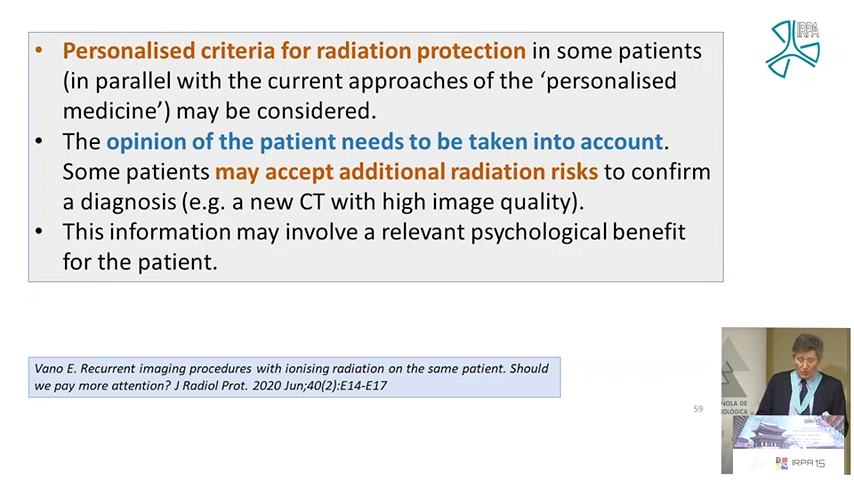 IRPA
• Personalised criteria for radiation protection in some patients
(in parallel with the current approaches of the ‘personalised
medicine’) may be considered.
• The opinion of the patient needs to be taken into account.
Some patients may accept additional radiation risks to confirm
a diagnosis (e.g. a new CT with high image quality).
• This information may involve a relevant psychological benefit
for the patient.
Vano E. Recurrent imaging procedures with ionising radiation on the same patient. Should
we pay more attention? J Radiol Prot. 2020 Jun;40(2):E14-E17
59
ÑOLA DE
OLÓGICA
IRPA15